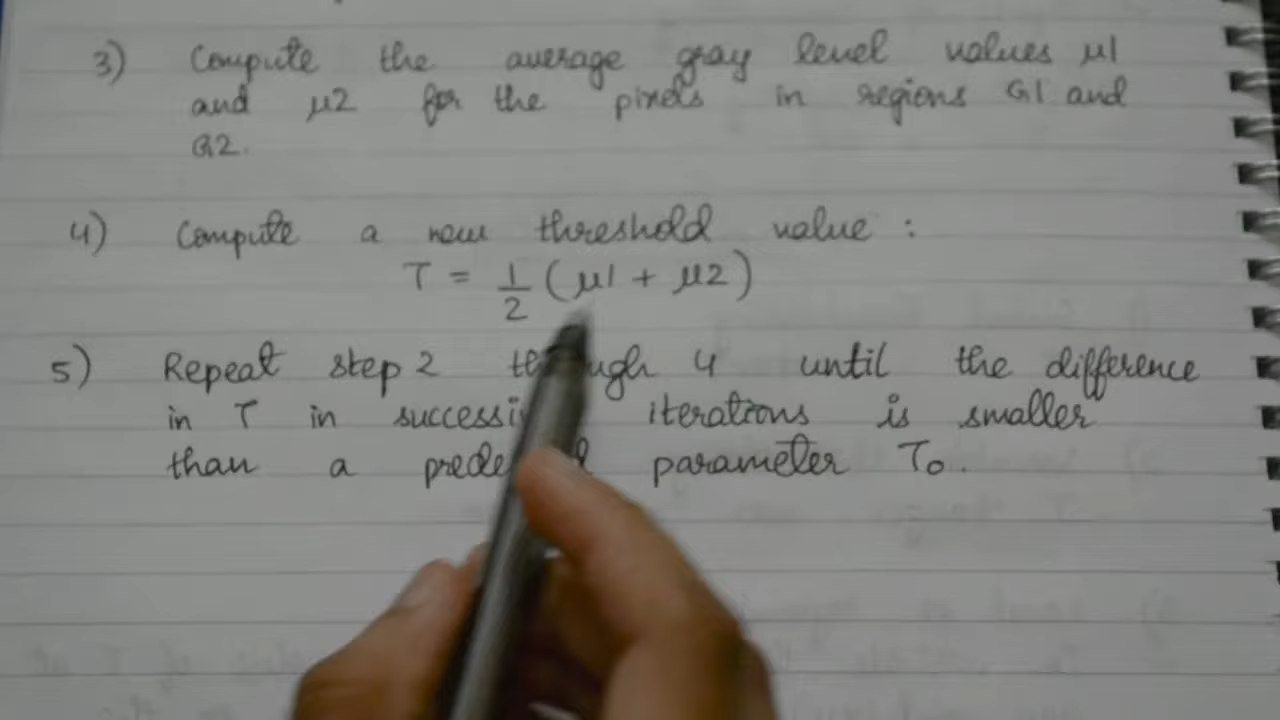 3) Compute the average gray level values μ1
and μ2 for the pixels in regions G1 and
G2.
4) Compute a new threshold value :
T = 1/2 (μ1 + μ2)
5) Repeat step 2 through 4 until the difference
in T in iterations is smaller
than a parameter T₀.